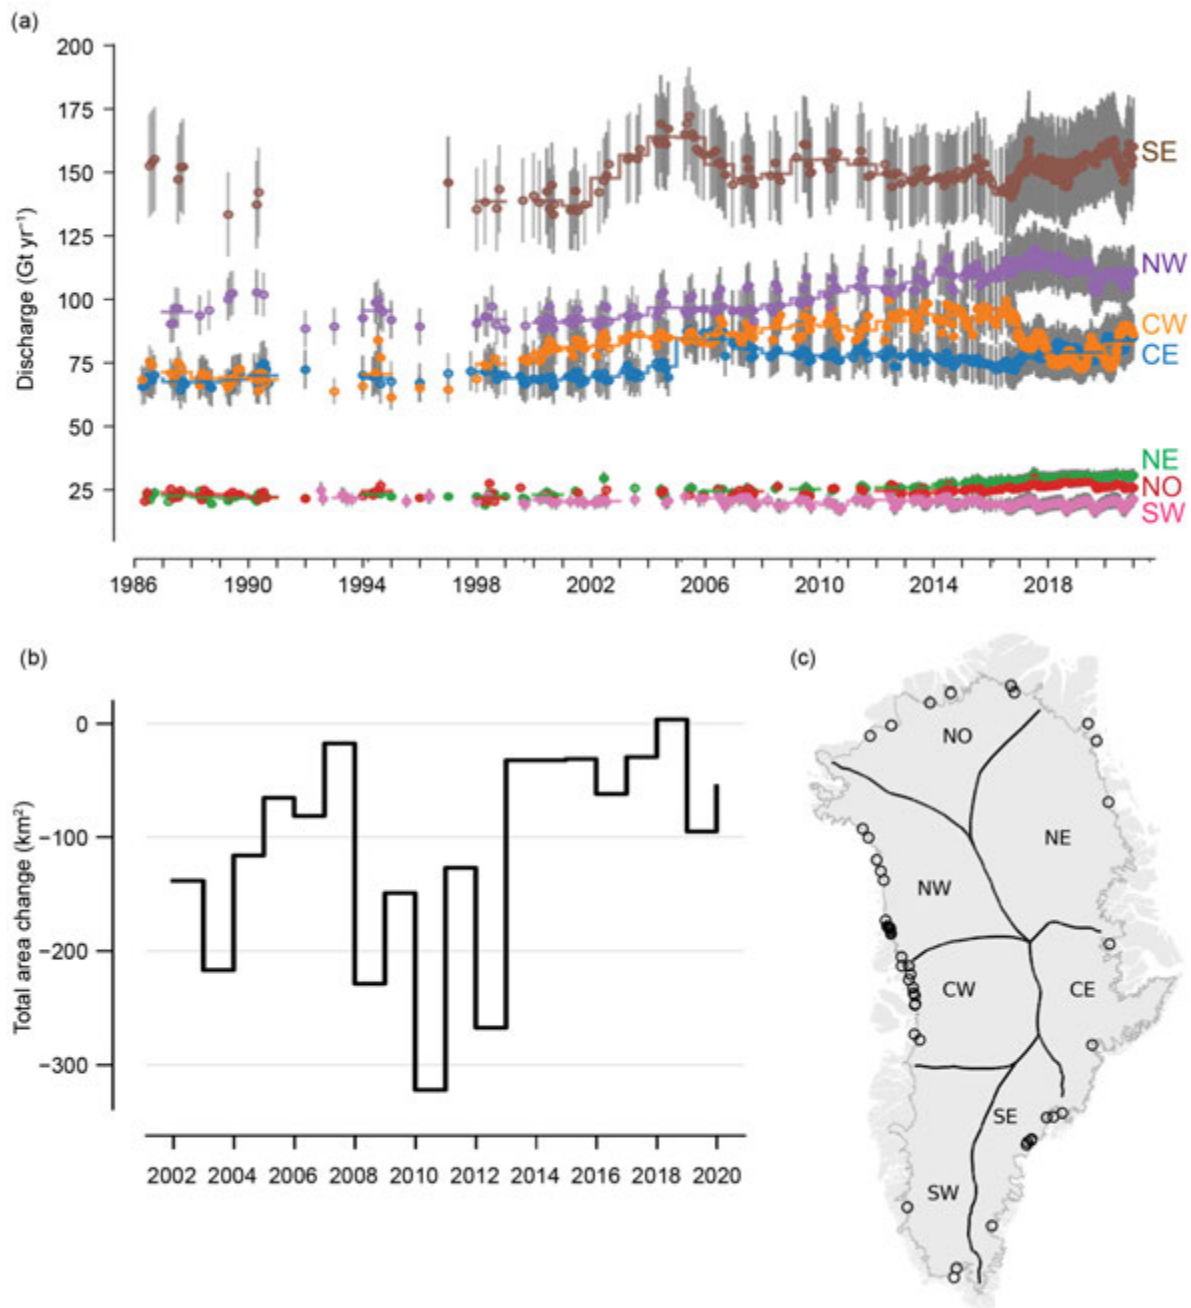 (a)
200
175
150
125
100
75
50
25
Discharge (Gt yr⁻¹)
SE
NW
CW
CE
NE
NO
SW
1986 1990 1994 1998 2002 2006 2010 2014 2018
(b)
0
−100
−200
−300
Total area change (km²)
2002 2004 2006 2008 2010 2012 2014 2016 2018 2020
(c)
NO
NE
NW
CW
CE
SE
SW